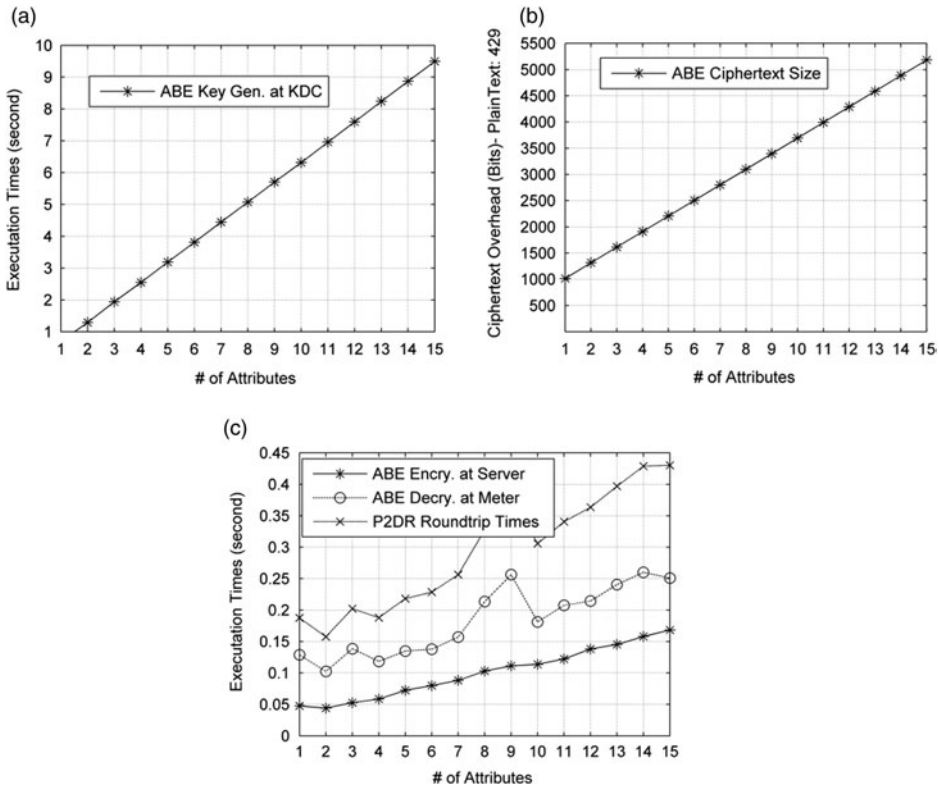 (a)
10
9
8
7
6
5
4
3
2
1
Executation Times (second)
ABE Key Gen. at KDC
1 2 3 4 5 6 7 8 9 10 11 12 13 14 15
# of Attributes
(b)
5500
5000
4500
4000
3500
3000
2500
2000
1500
1000
500
Ciphertext Overhead (Bits)- PlainText: 429
ABE Ciphertext Size
1 2 3 4 5 6 7 8 9 10 11 12 13 14 15
# of Attributes
(c)
0.45
0.4
0.35
0.3
0.25
0.2
0.15
0.1
0.05
0
Executation Times (second)
ABE Encry. at Server
ABE Decry. at Meter
P2DR Roundtrip Times
1 2 3 4 5 6 7 8 9 10 11 12 13 14 15
# of Attributes